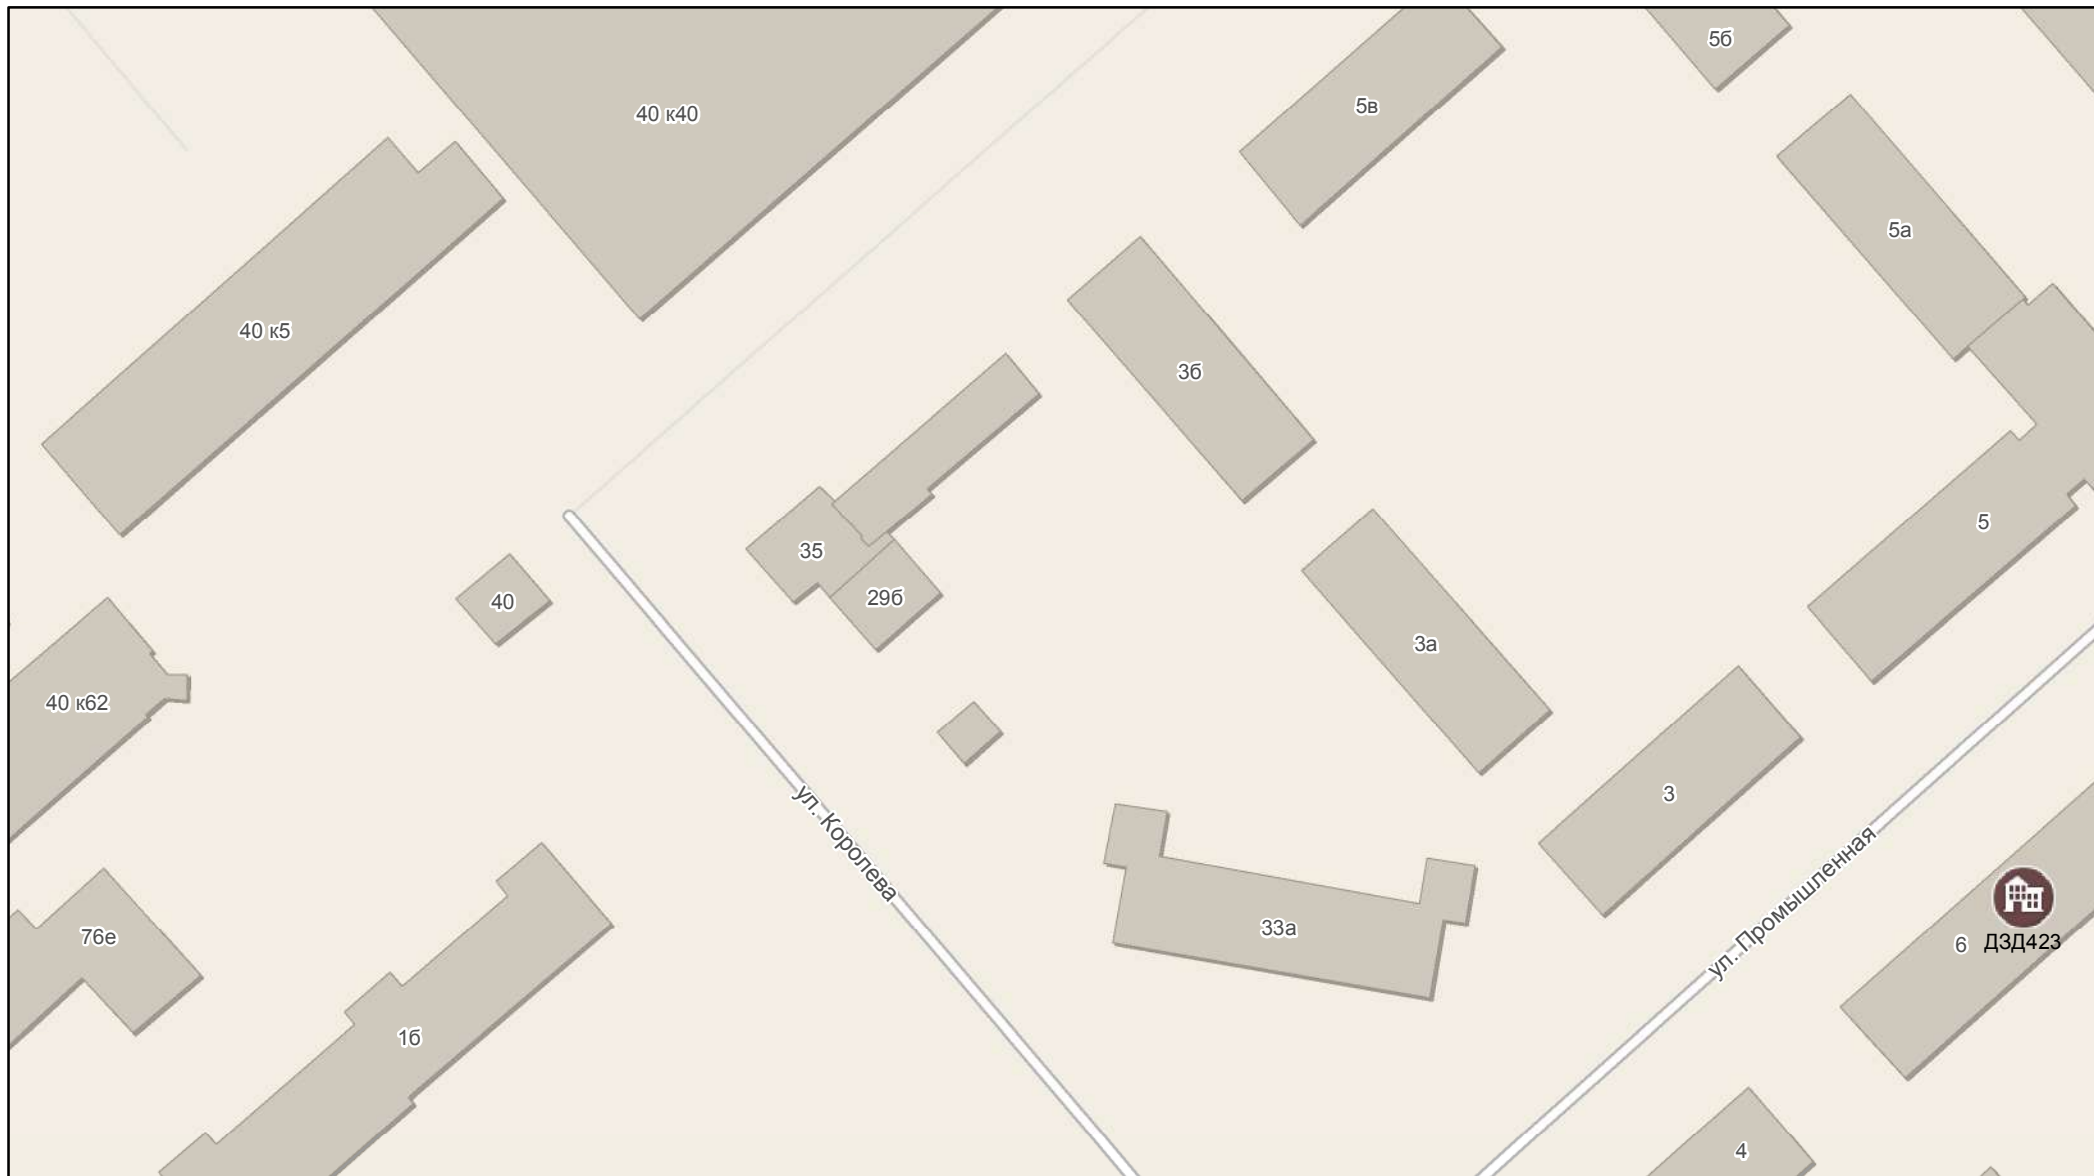 5б
5в
40 к40
5а
40 к5
3б
5
35
29б
40
3а
40 к62
3
ул. Королева
ул. Промышленная
33а
76е
6
ДЗД423
1б
4